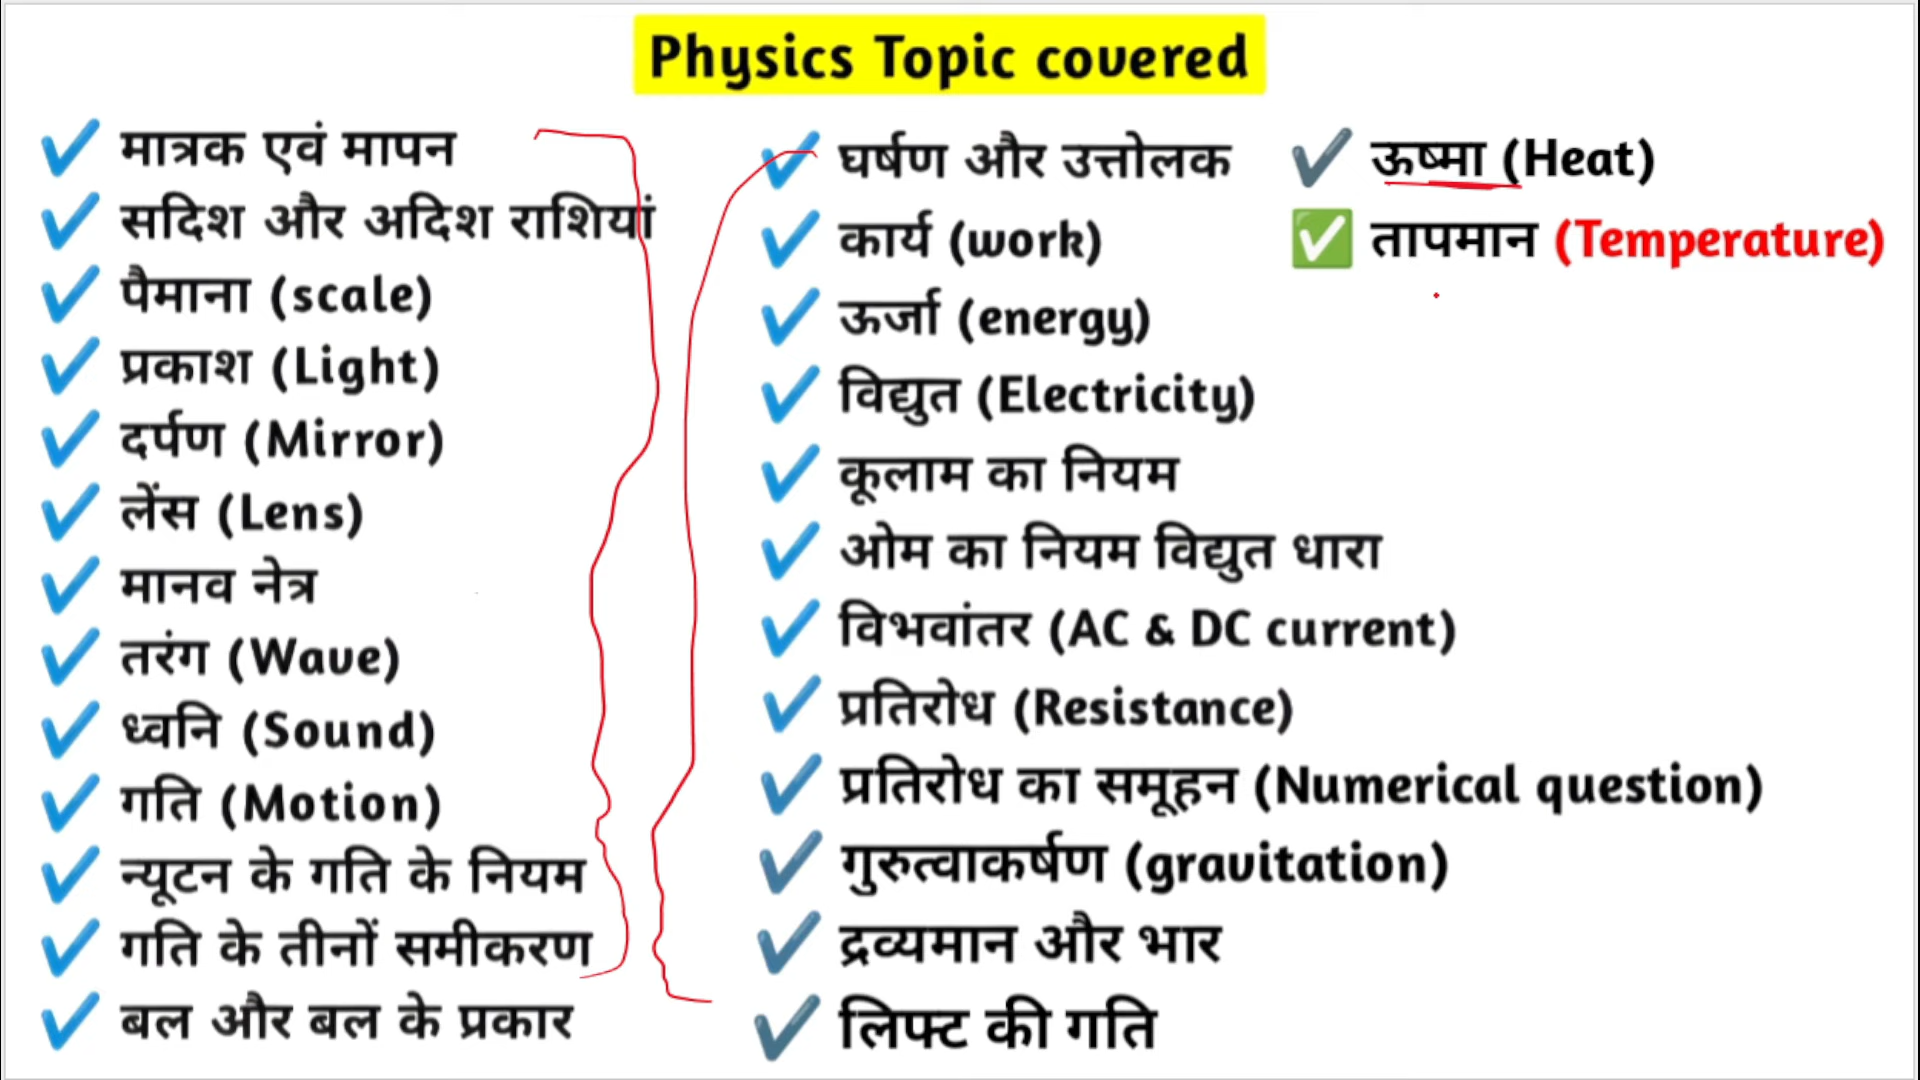 Physics Topic covered
मात्रक एवं मापन
सदिश और अदिश राशियां
पैमाना (scale)
प्रकाश (Light)
दर्पण (Mirror)
लेंस (Lens)
मानव नेत्र
तरंग (Wave)
ध्वनि (Sound)
गति (Motion)
न्यूटन के गति के नियम
गति के तीनों समीकरण
बल और बल के प्रकार
घर्षण और उत्तोलक
कार्य (work)
ऊर्जा (energy)
विद्युत (Electricity)
कूलाम का नियम
ओम का नियम विद्युत धारा
विभवांतर (AC & DC current)
प्रतिरोध (Resistance)
प्रतिरोध का समूहन (Numerical question)
गुरुत्वाकर्षण (gravitation)
द्रव्यमान और भार
लिफ्ट की गति
ऊष्मा (Heat)
तापमान (Temperature)